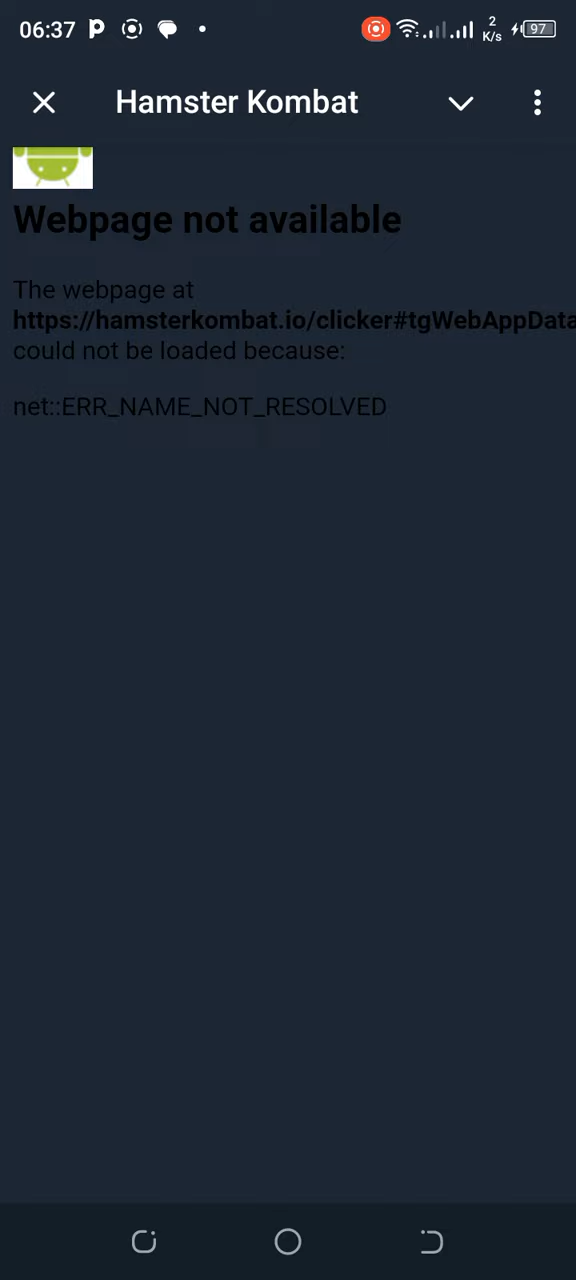 06:37
2
K/s
97
Hamster Kombat
Webpage not available
The webpage at
https://hamsterkombat.io/clicker#tgWebAppData
could not be loaded because:
net::ERR_NAME_NOT_RESOLVED